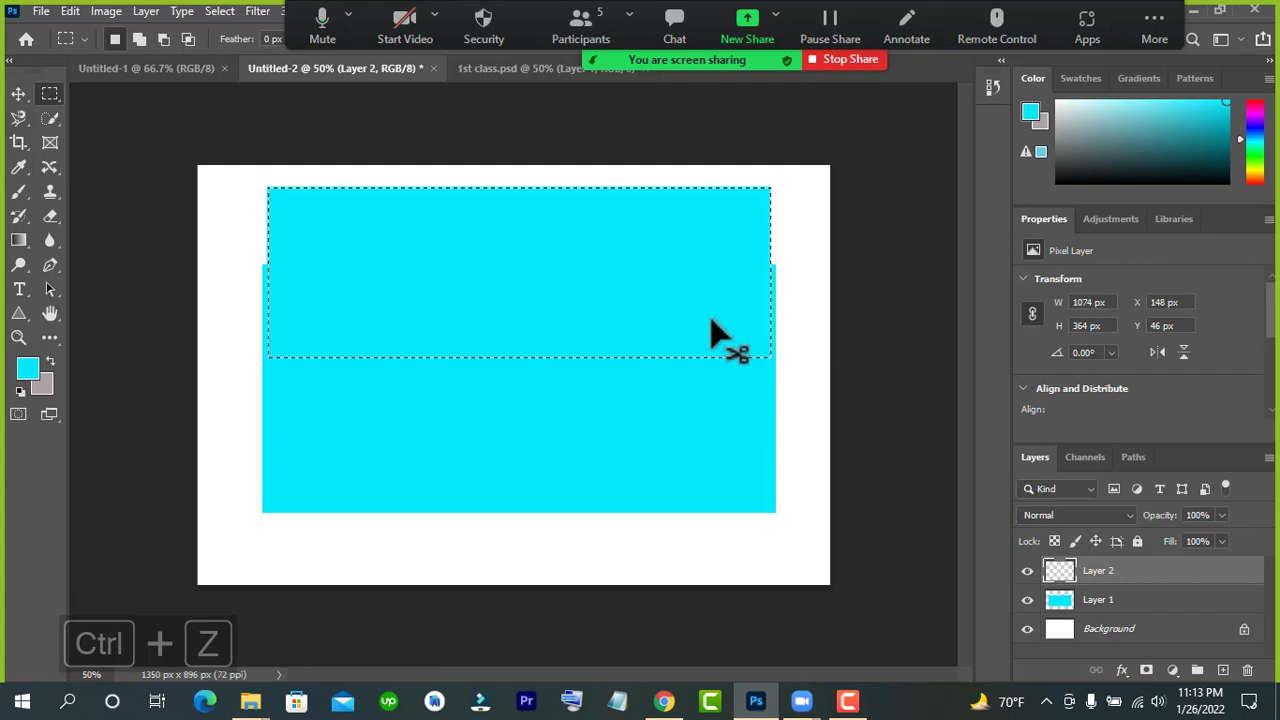 Ps File Edit Image Layer Type Select Filter
Mute Start Video Security Participants 5 Chat New Share Pause Share Annotate Remote Control Apps More
Feather: 0 px
You are screen sharing Stop Share
Untitled-1 @ 66.7% (RGB/8) × Untitled-2 @ 50% (Layer 2, RGB/8) * × 1st class.psd @ 50% (Layer
Color Swatches Gradients Patterns
Properties Adjustments Libraries
Pixel Layer
Transform
W 1074 px X 148 px
H 364 px Y 46 px
0.00°
Align and Distribute
Align:
Layers Channels Paths
Kind
Normal Opacity: 100%
Lock: Fill: 100%
Layer 2
Layer 1
Background
Ctrl + Z
50% 1350 px x 896 px (72 ppi)
70°F 11:13 PM
1/26/2022